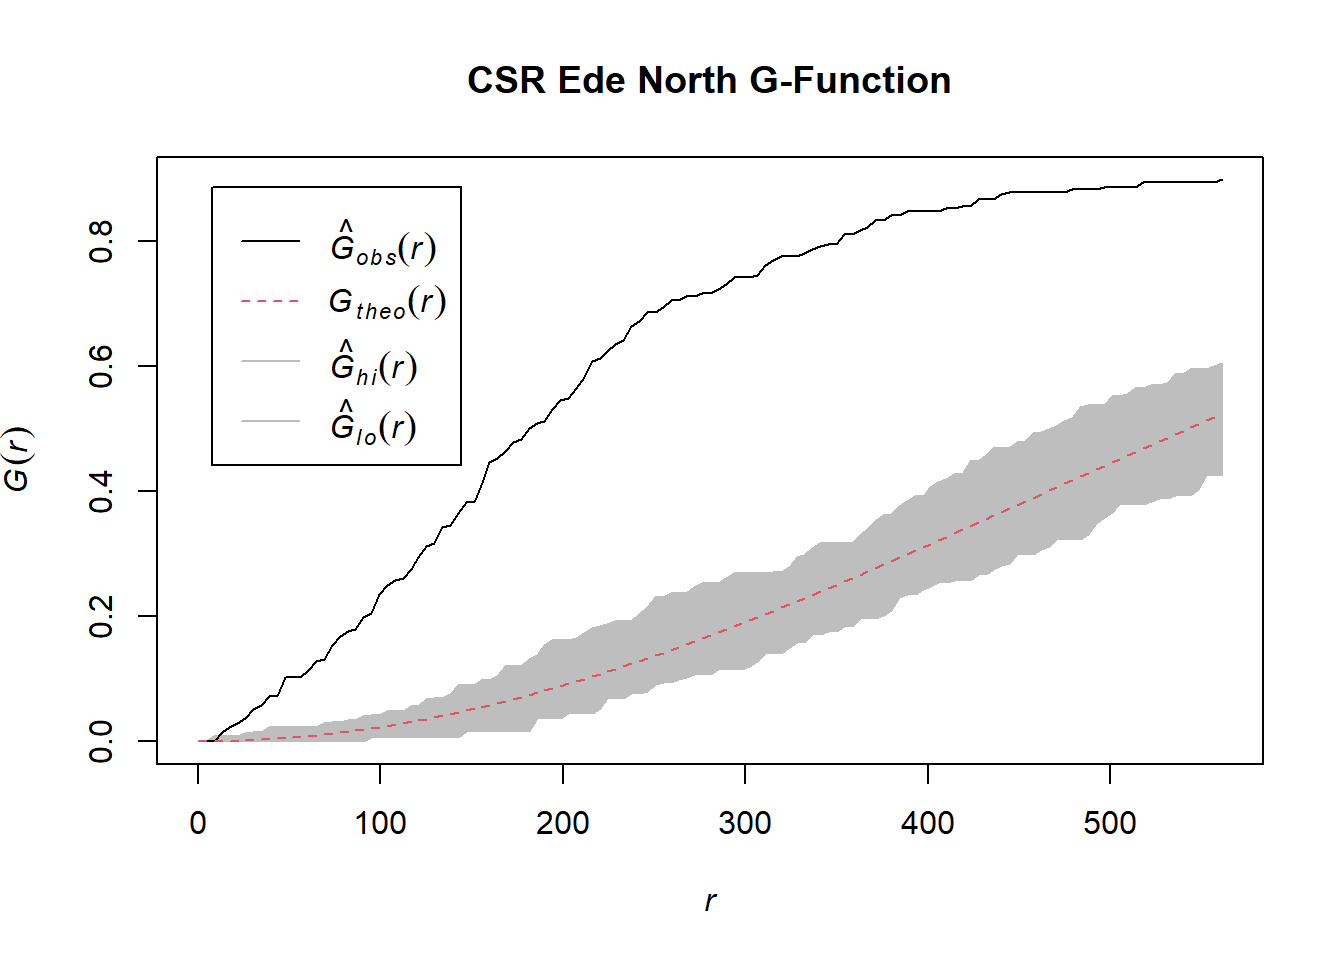 CSR Ede North G-Function
Ĝobs(r)
Gtheo(r)
Ĝhi(r)
Ĝlo(r)
G(r)
0.8
0.6
0.4
0.2
0.0
0 100 200 300 400 500
r